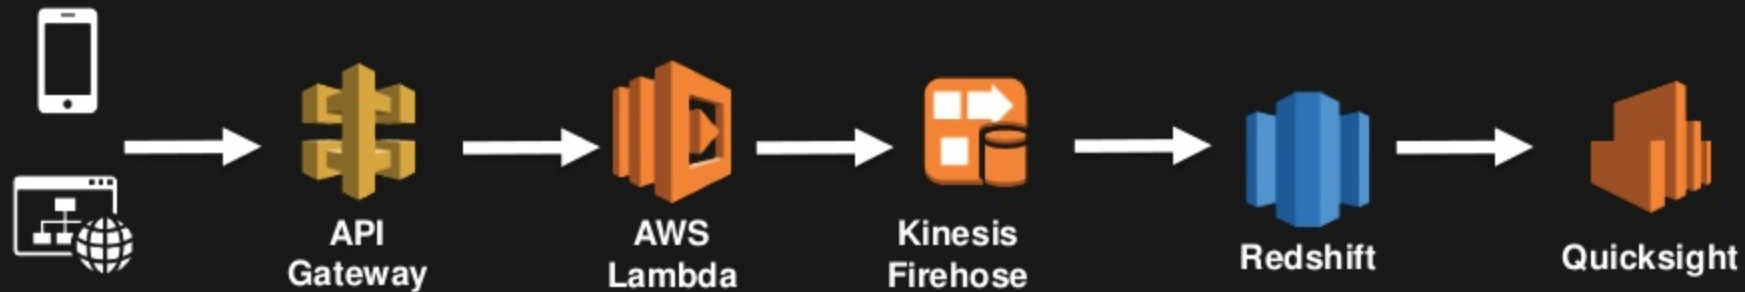 API
Gateway
AWS
Lambda
Kinesis
Firehose
Redshift
Quicksight